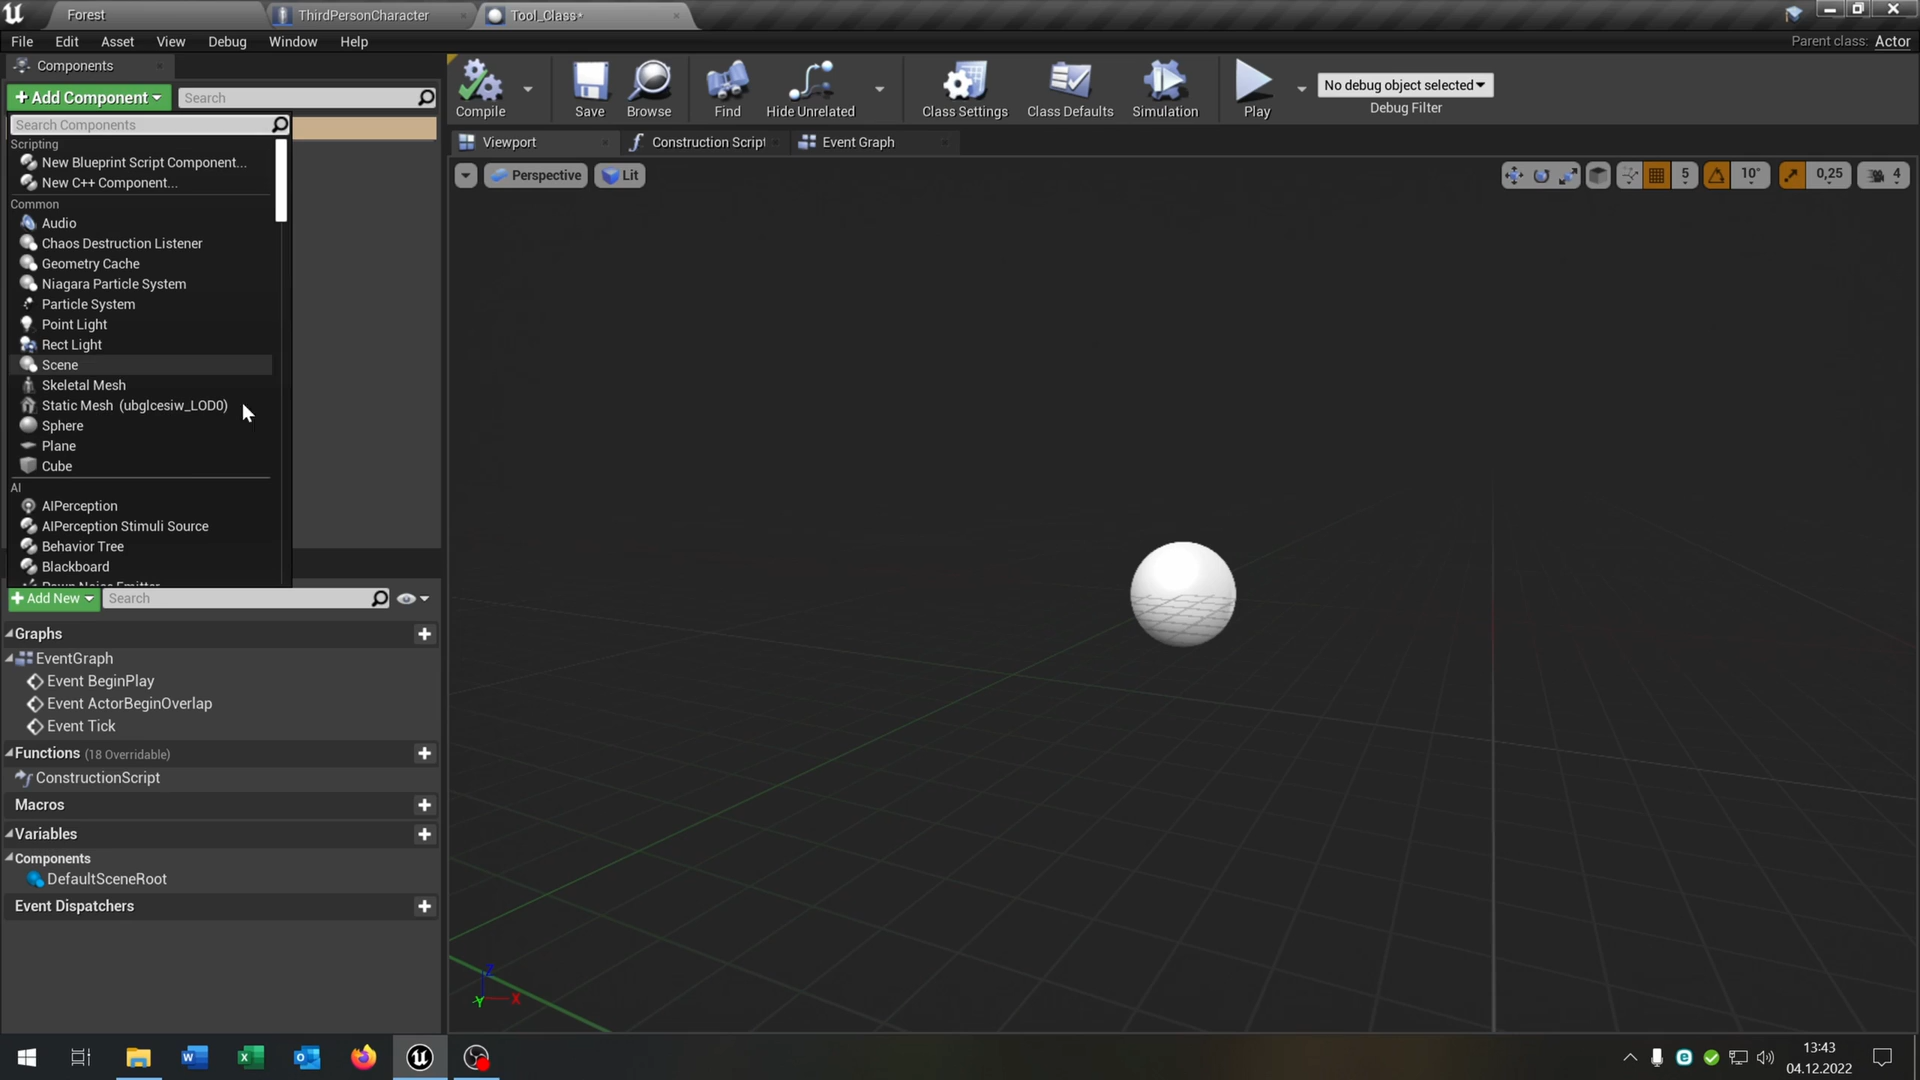 Forest
ThirdPersonCharacter
Tool_Class*
File Edit Asset View Debug Window Help
Parent class: Actor
Components
+Add Component
Search
Compile
Save
Browse
Find
Hide Unrelated
Class Settings
Class Defaults
Simulation
Play
No debug object selected
Debug Filter
Search Components
Viewport
Construction Script
Event Graph
Scripting
New Blueprint Script Component...
New C++ Component...
Perspective
Lit
5
10°
0,25
4
Common
Audio
Chaos Destruction Listener
Geometry Cache
Niagara Particle System
Particle System
Point Light
Rect Light
Scene
Skeletal Mesh
Static Mesh (ubglcesiw_LOD0)
Sphere
Plane
Cube
AI
AIPerception
AIPerception Stimuli Source
Behavior Tree
Blackboard
Pawn Noise Emitter
+Add New
Search
Graphs
EventGraph
Event BeginPlay
Event ActorBeginOverlap
Event Tick
Functions (18 Overridable)
ConstructionScript
Macros
Variables
Components
DefaultSceneRoot
Event Dispatchers
Z
Y
X
13:43
04.12.2022